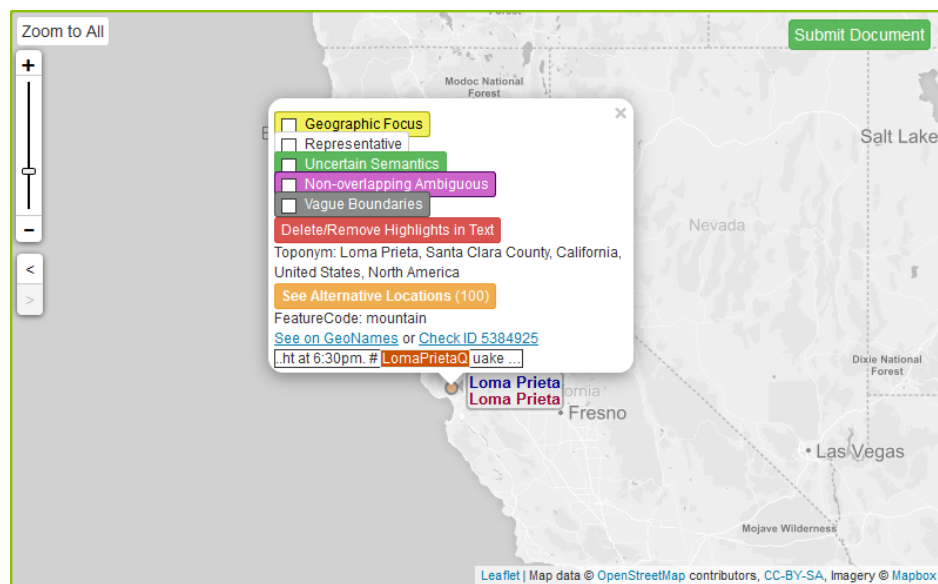 Zoom to All
Submit Document
+
−
<
>
Forest
Modoc National
Forest
E
Salt Lake
Nevada
×
Geographic Focus
Representative
Uncertain Semantics
Non-overlapping Ambiguous
Vague Boundaries
Delete/Remove Highlights in Text
Toponym: Loma Prieta, Santa Clara County, California,
United States, North America
See Alternative Locations (100)
FeatureCode: mountain
See on GeoNames or Check ID 5384925
..ht at 6:30pm. # LomaPrietaQ uake ...
Loma Prieta
Loma Prieta
ornia
Fresno
Dixie National
Forest
Las Vegas
Mojave Wilderness
Leaflet | Map data © OpenStreetMap contributors, CC-BY-SA, Imagery © Mapbox